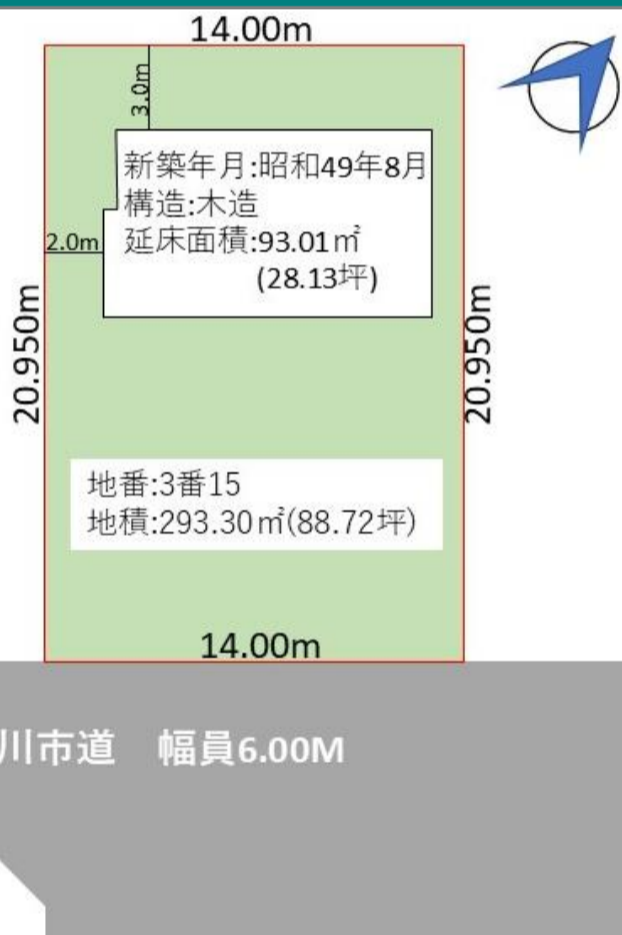 14.00m
3.0m
新築年月:昭和49年8月
構造:木造
2.0m
延床面積:93.01㎡
(28.13坪)
20.950m
20.950m
地番:3番15
地積:293.30㎡(88.72坪)
14.00m
川市道　幅員6.00M